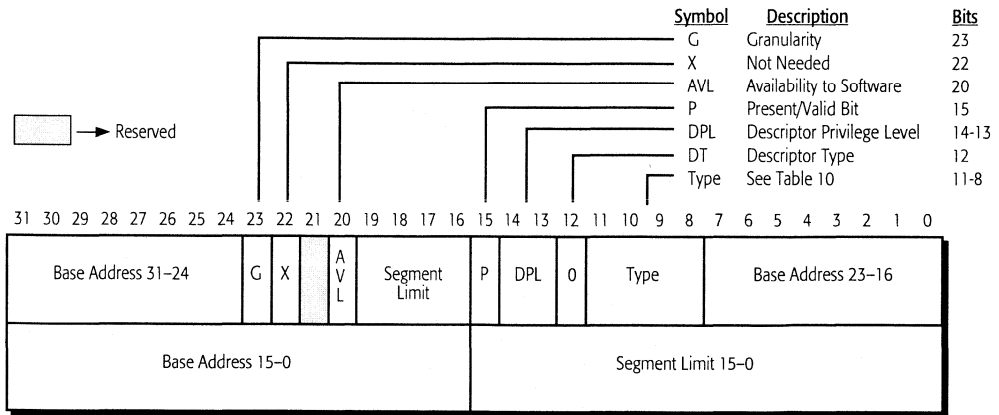 Symbol Description Bits
G Granularity 23
X Not Needed 22
AVL Availability to Software 20
P Present/Valid Bit 15
DPL Descriptor Privilege Level 14-13
DT Descriptor Type 12
Type See Table 10 11-8
Reserved
31 30 29 28 27 26 25 24 23 22 21 20 19 18 17 16 15 14 13 12 11 10 9 8 7 6 5 4 3 2 1 0
Base Address 31–24 G X AVL Segment Limit P DPL 0 Type Base Address 23–16
Base Address 15–0 Segment Limit 15–0